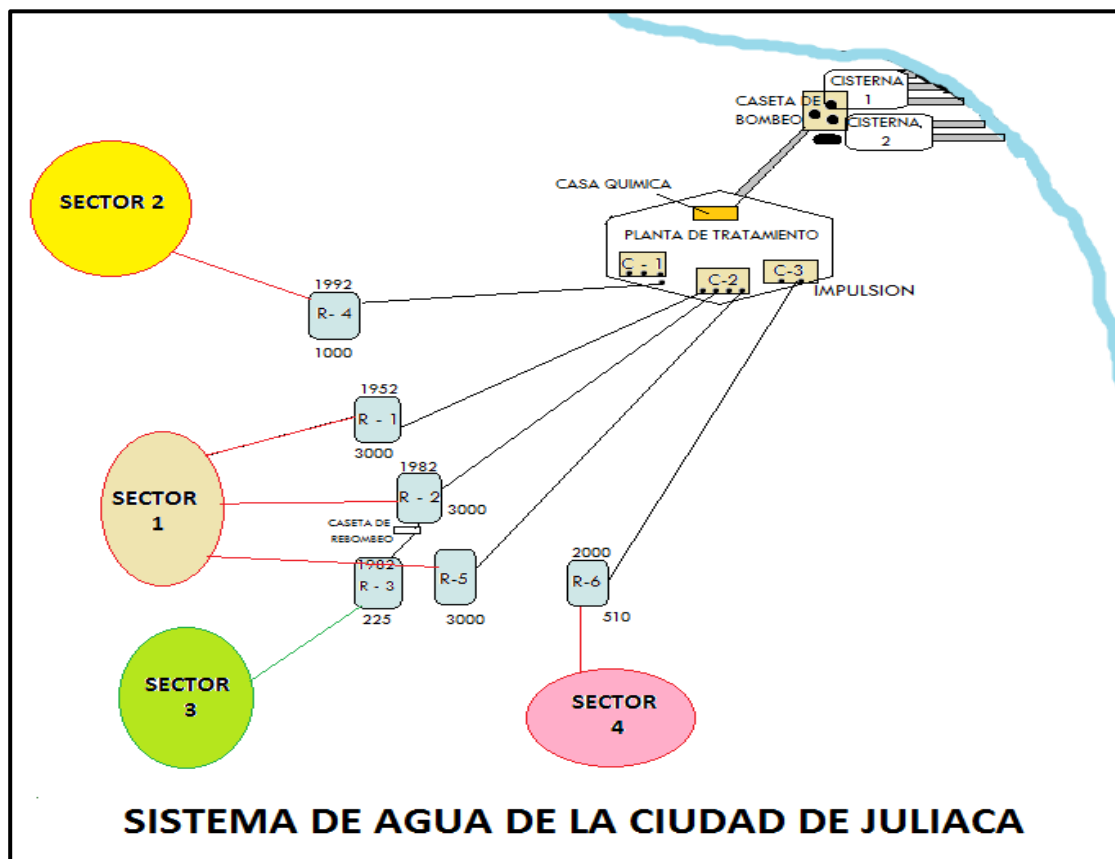 CISTERNA
1
CASETA DE
BOMBEO
CISTERNA
2
CASA QUIMICA
SECTOR 2
PLANTA DE TRATAMIENTO
C - 1
C-2
C-3
IMPULSION
1992
R- 4
1000
1952
R - 1
3000
1982
R - 2
3000
SECTOR
1
CASETA DE
REBOMBEO
1982
R - 3
225
R-5
3000
2000
R-6
510
SECTOR
3
SECTOR
4
SISTEMA DE AGUA DE LA CIUDAD DE JULIACA